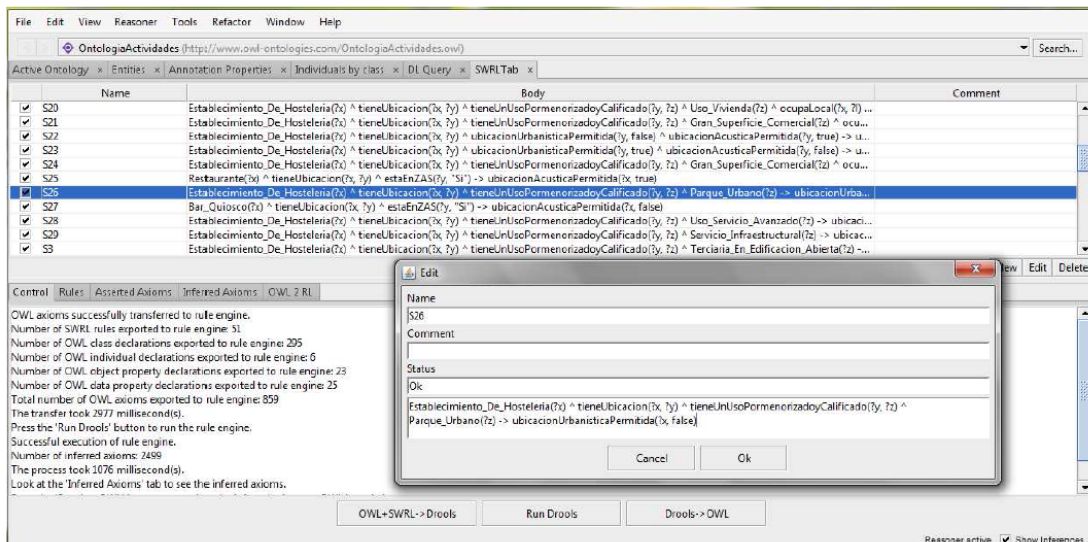 File Edit View Reasoner Tools Refactor Window Help
OntologiaActividades (http://www.owl-ontologies.com/OntologiaActividades.owl) Search...
Active Ontology × Entities × Annotation Properties × Individuals by class × DL Query × SWRLTab ×
Name Body Comment
S20 Establecimiento_De_Hosteleria(?x) ^ tieneUbicacion(?x, ?y) ^ tieneUnUsoPormenorizadoyCalificado(?y, ?z) ^ Uso_Vivienda(?z) ^ ocupaLocal(?x, ?l) ...
S21 Establecimiento_De_Hosteleria(?x) ^ tieneUbicacion(?x, ?y) ^ tieneUnUsoPormenorizadoyCalificado(?y, ?z) ^ Gran_Superficie_Comercial(?z) ^ ocu...
S22 Establecimiento_De_Hosteleria(?x) ^ tieneUbicacion(?x, ?y) ^ ubicacionUrbanisticaPermitida(?y, false) ^ ubicacionAcusticaPermitida(?y, true) -> u...
S23 Establecimiento_De_Hosteleria(?x) ^ tieneUbicacion(?x, ?y) ^ ubicacionUrbanisticaPermitida(?y, true) ^ ubicacionAcusticaPermitida(?y, false) -> u...
S24 Establecimiento_De_Hosteleria(?x) ^ tieneUbicacion(?x, ?y) ^ tieneUnUsoPormenorizadoyCalificado(?y, ?z) ^ Gran_Superficie_Comercial(?z) ^ ocu...
S25 Restaurante(?x) ^ tieneUbicacion(?x, ?y) ^ estaEnZAS(?y, "Si") -> ubicacionAcusticaPermitida(?x, true)
S26 Establecimiento_De_Hosteleria(?x) ^ tieneUbicacion(?x, ?y) ^ tieneUnUsoPormenorizadoyCalificado(?y, ?z) ^ Parque_Urbano(?z) -> ubicacionUrba...
S27 Bar_Quiosco(?x) ^ tieneUbicacion(?x, ?y) ^ estaEnZAS(?y, "Si") -> ubicacionAcusticaPermitida(?x, false)
S28 Establecimiento_De_Hosteleria(?x) ^ tieneUbicacion(?x, ?y) ^ tieneUnUsoPormenorizadoyCalificado(?y, ?z) ^ Uso_Servicio_Avanzado(?z) -> ubicaci...
S29 Establecimiento_De_Hosteleria(?x) ^ tieneUbicacion(?x, ?y) ^ tieneUnUsoPormenorizadoyCalificado(?y, ?z) ^ Servicio_Infraestructural(?z) -> ubicac...
S3 Establecimiento_De_Hosteleria(?x) ^ tieneUbicacion(?x, ?y) ^ tieneUnUsoPormenorizadoyCalificado(?y, ?z) ^ Terciaria_En_Edificacion_Abierta(?z) -...
Edit Delete
Control Rules Asserted Axioms Inferred Axioms OWL 2 RL
OWL axioms successfully transferred to rule engine.
Number of SWRL rules exported to rule engine: 51
Number of OWL class declarations exported to rule engine: 295
Number of OWL individual declarations exported to rule engine: 6
Number of OWL object property declarations exported to rule engine: 23
Number of OWL data property declarations exported to rule engine: 25
Total number of OWL axioms exported to rule engine: 859
The transfer took 2977 millisecond(s).
Press the 'Run Drools' button to run the rule engine.
Successful execution of rule engine.
Number of inferred axioms: 2499
The process took 1076 millisecond(s).
Look at the 'Inferred Axioms' tab to see the inferred axioms.
Edit
Name
S26
Comment
Status
Ok
Establecimiento_De_Hosteleria(?x) ^ tieneUbicacion(?x, ?y) ^ tieneUnUsoPormenorizadoyCalificado(?y, ?z) ^
Parque_Urbano(?z) -> ubicacionUrbanisticaPermitida(?x, false)
Cancel Ok
OWL+SWRL->Drools Run Drools Drools->OWL
Reasoner active Show Inferences